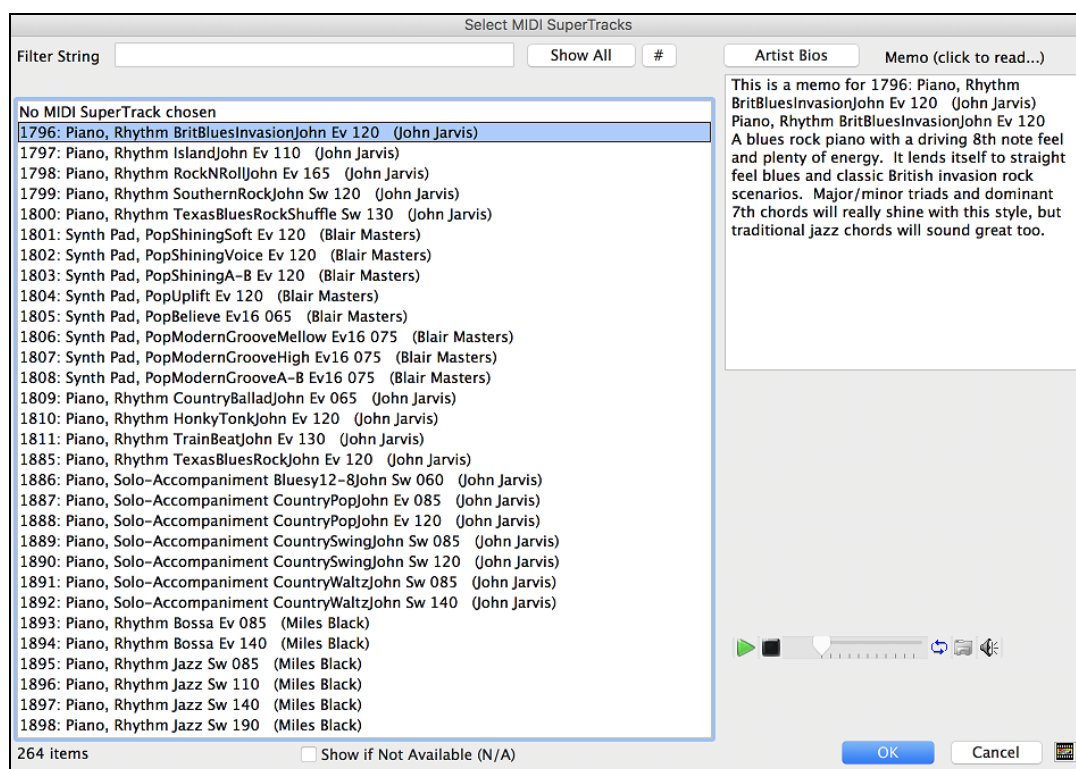 Select MIDI SuperTracks
Filter String
Show All
#
Artist Bios
Memo (click to read...)
No MIDI SuperTrack chosen
1796: Piano, Rhythm BritBluesInvasionJohn Ev 120 (John Jarvis)
1797: Piano, Rhythm IslandJohn Ev 110 (John Jarvis)
1798: Piano, Rhythm RockNRollJohn Ev 165 (John Jarvis)
1799: Piano, Rhythm SouthernRockJohn Sw 120 (John Jarvis)
1800: Piano, Rhythm TexasBluesRockShuffle Sw 130 (John Jarvis)
1801: Synth Pad, PopShiningSoft Ev 120 (Blair Masters)
1802: Synth Pad, PopShiningVoice Ev 120 (Blair Masters)
1803: Synth Pad, PopShiningA-B Ev 120 (Blair Masters)
1804: Synth Pad, PopUplift Ev 120 (Blair Masters)
1805: Synth Pad, PopBelieve Ev16 065 (Blair Masters)
1806: Synth Pad, PopModernGrooveMellow Ev16 075 (Blair Masters)
1807: Synth Pad, PopModernGrooveHigh Ev16 075 (Blair Masters)
1808: Synth Pad, PopModernGrooveA-B Ev16 075 (Blair Masters)
1809: Piano, Rhythm CountryBalladJohn Ev 065 (John Jarvis)
1810: Piano, Rhythm HonkyTonkJohn Ev 120 (John Jarvis)
1811: Piano, Rhythm TrainBeatJohn Ev 130 (John Jarvis)
1885: Piano, Rhythm TexasBluesRockJohn Ev 120 (John Jarvis)
1886: Piano, Solo-Accompaniment Bluesy12-8John Sw 060 (John Jarvis)
1887: Piano, Solo-Accompaniment CountryPopJohn Ev 085 (John Jarvis)
1888: Piano, Solo-Accompaniment CountryPopJohn Ev 120 (John Jarvis)
1889: Piano, Solo-Accompaniment CountrySwingJohn Sw 085 (John Jarvis)
1890: Piano, Solo-Accompaniment CountrySwingJohn Sw 120 (John Jarvis)
1891: Piano, Solo-Accompaniment CountryWaltzJohn Sw 085 (John Jarvis)
1892: Piano, Solo-Accompaniment CountryWaltzJohn Sw 140 (John Jarvis)
1893: Piano, Rhythm Bossa Ev 085 (Miles Black)
1894: Piano, Rhythm Bossa Ev 140 (Miles Black)
1895: Piano, Rhythm Jazz Sw 085 (Miles Black)
1896: Piano, Rhythm Jazz Sw 110 (Miles Black)
1897: Piano, Rhythm Jazz Sw 140 (Miles Black)
1898: Piano, Rhythm Jazz Sw 190 (Miles Black)
This is a memo for 1796: Piano, Rhythm
BritBluesInvasionJohn Ev 120 (John Jarvis)
Piano, Rhythm BritBluesInvasionJohn Ev 120
A blues rock piano with a driving 8th note feel
and plenty of energy. It lends itself to straight
feel blues and classic British invasion rock
scenarios. Major/minor triads and dominant
7th chords will really shine with this style, but
traditional jazz chords will sound great too.
264 items
Show if Not Available (N/A)
OK
Cancel